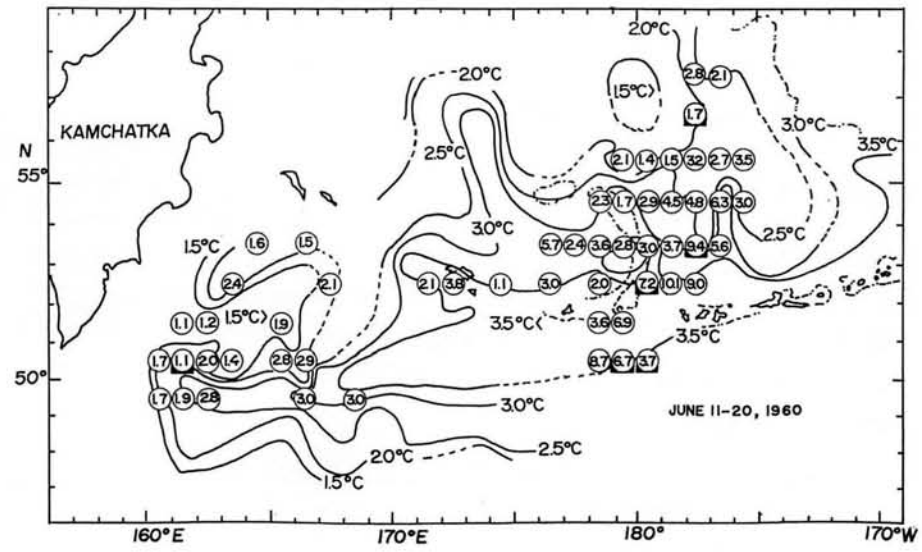 2.0°C
2.0°C
2.8 2.1
1.5°C>
1.7
KAMCHATKA
3.0°C
3.5°C
N
2.5°C
55°
2.1 1.4 1.5 3.2 2.7 3.5
2.3 1.7 2.9 4.5 4.8 6.3 3.0
3.0°C
2.5°C
1.5°C
1.6 1.5
5.7 2.4 3.6 2.8 3.0 3.7 9.4 5.6
2.4 2.1 2.1 3.8 1.1 3.0 2.0 7.2 10.1 9.0
1.1 1.2 1.5°C> 1.9
3.5°C<
3.6 6.9
3.5°C
1.7 1.1 2.0 1.4 2.8 2.9
8.7 6.7 3.7
50°
1.7 1.9 2.8 3.0 3.0
3.0°C
JUNE 11-20, 1960
2.0°C
2.5°C
1.5°C
160°E 170°E 180° 170°W